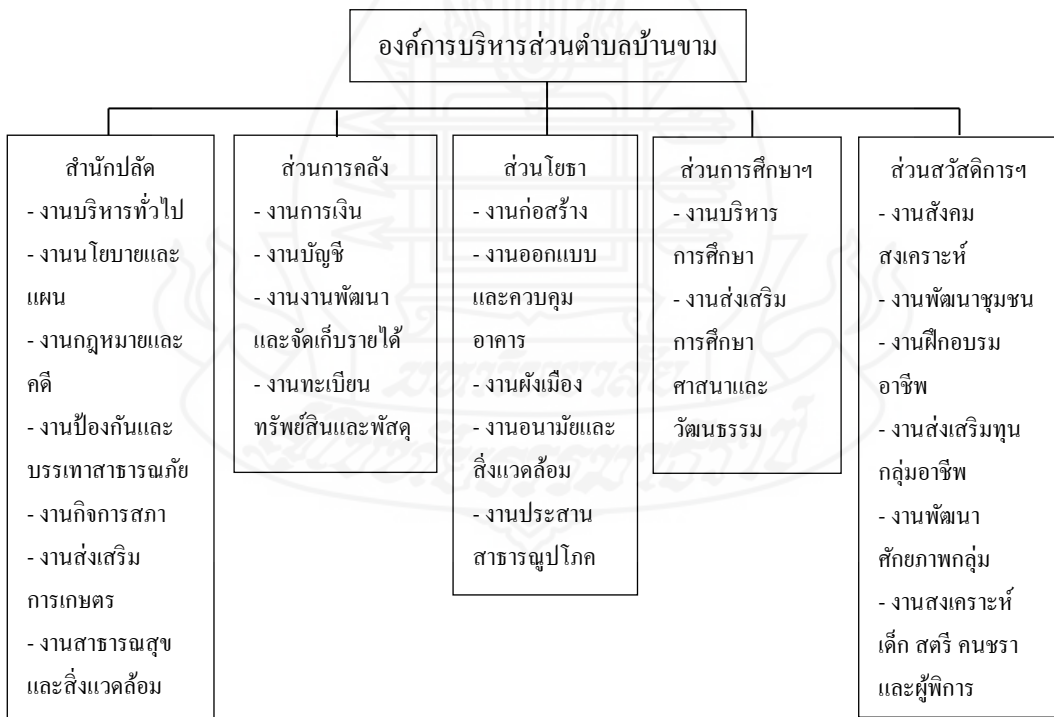 องค์การบริหารส่วนตำบลบ้านขาม
สำนักปลัด
- งานบริหารทั่วไป
- งานนโยบายและ
แผน
- งานกฎหมายและ
คดี
- งานป้องกันและ
บรรเทาสาธารณภัย
- งานกิจการสภา
- งานส่งเสริม
การเกษตร
- งานสาธารณสุข
และสิ่งแวดล้อม
ส่วนการคลัง
- งานการเงิน
- งานบัญชี
- งานงานพัฒนา
และจัดเก็บรายได้
- งานทะเบียน
ทรัพย์สินและพัสดุ
ส่วนโยธา
- งานก่อสร้าง
- งานออกแบบ
และควบคุม
อาคาร
- งานผังเมือง
- งานอนามัยและ
สิ่งแวดล้อม
- งานประสาน
สาธารณูปโภค
ส่วนการศึกษาฯ
- งานบริหาร
การศึกษา
- งานส่งเสริม
การศึกษา
ศาสนาและ
วัฒนธรรม
ส่วนสวัสดิการฯ
- งานสังคม
สงเคราะห์
- งานพัฒนาชุมชน
- งานฝึกอบรม
อาชีพ
- งานส่งเสริมทุน
กลุ่มอาชีพ
- งานพัฒนา
ศักยภาพกลุ่ม
- งานสงเคราะห์
เด็ก สตรี คนชรา
และผู้พิการ
มหาวิทยาลัย
สุโขทัยธรรมาธิราช